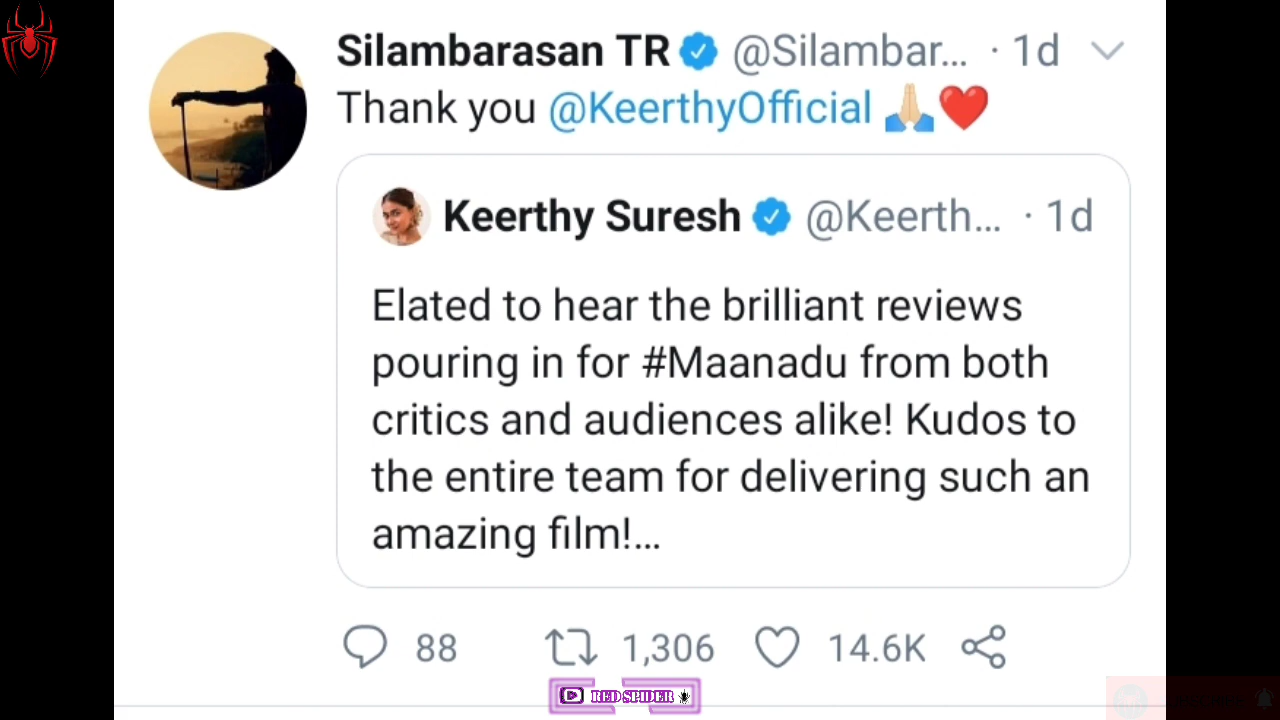 Silambarasan TR @Silambar... · 1d
Thank you @KeerthyOfficial 🙏🏻❤️
Keerthy Suresh @Keerth... · 1d
Elated to hear the brilliant reviews
pouring in for #Maanadu from both
critics and audiences alike! Kudos to
the entire team for delivering such an
amazing film!...
88 1,306 14.6K
RED SPIDER